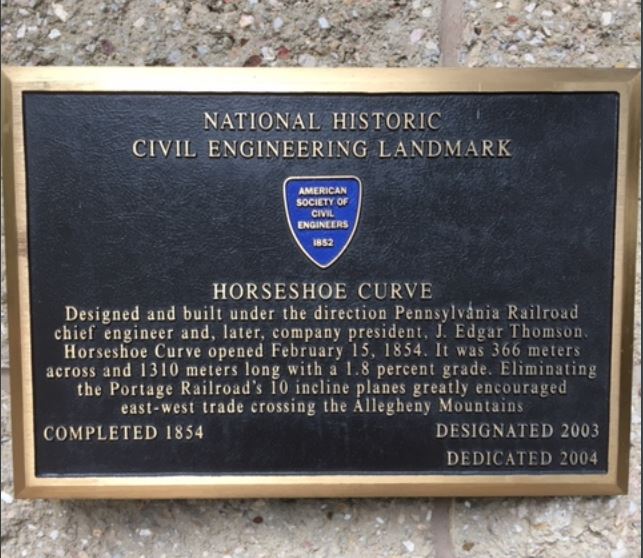 NATIONAL HISTORIC
CIVIL ENGINEERING LANDMARK
AMERICAN
SOCIETY OF
CIVIL
ENGINEERS
1852
HORSESHOE CURVE
Designed and built under the direction Pennsylvania Railroad
chief engineer and, later, company president, J. Edgar Thomson.
Horseshoe Curve opened February 15, 1854. It was 366 meters
across and 1310 meters long with a 1.8 percent grade. Eliminating
the Portage Railroad's 10 incline planes greatly encouraged
east-west trade crossing the Allegheny Mountains
COMPLETED 1854 DESIGNATED 2003
DEDICATED 2004